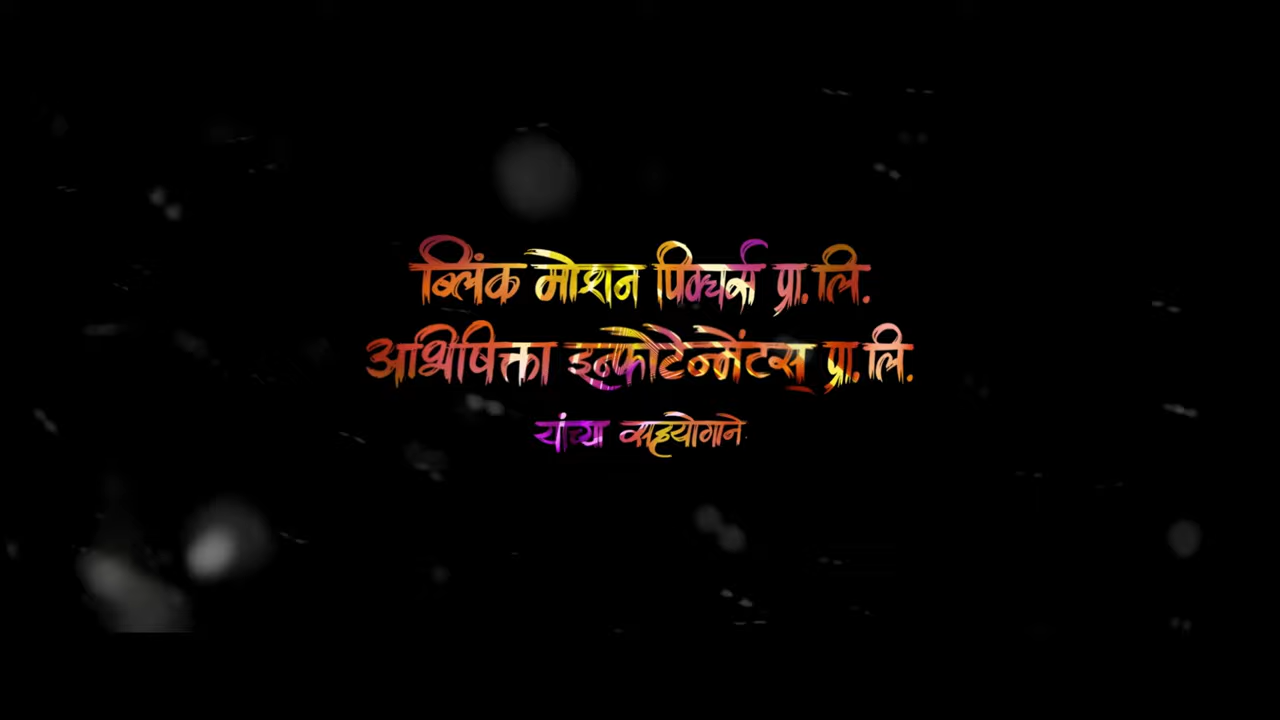 ब्लिंक मोशन पिक्चर्स प्रा. लि.
अभिषिक्ता इन्फोटेन्मेंटस् प्रा. लि.
यांच्या सहयोगाने